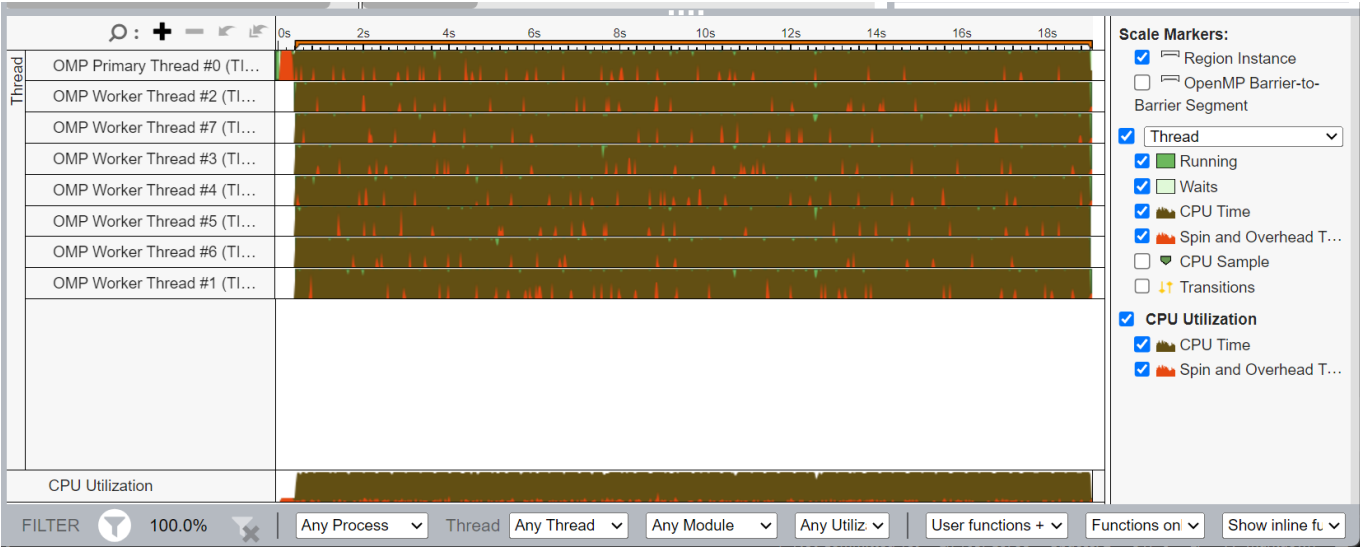 0s 2s 4s 6s 8s 10s 12s 14s 16s 18s
Thread
OMP Primary Thread #0 (TI...
OMP Worker Thread #2 (TI...
OMP Worker Thread #7 (TI...
OMP Worker Thread #3 (TI...
OMP Worker Thread #4 (TI...
OMP Worker Thread #5 (TI...
OMP Worker Thread #6 (TI...
OMP Worker Thread #1 (TI...
CPU Utilization
Scale Markers:
Region Instance
OpenMP Barrier-to-
Barrier Segment
Thread
Running
Waits
CPU Time
Spin and Overhead T...
CPU Sample
Transitions
CPU Utilization
CPU Time
Spin and Overhead T...
FILTER 100.0% Any Process Thread Any Thread Any Module Any Utiliz User functions + Functions onl Show inline fu